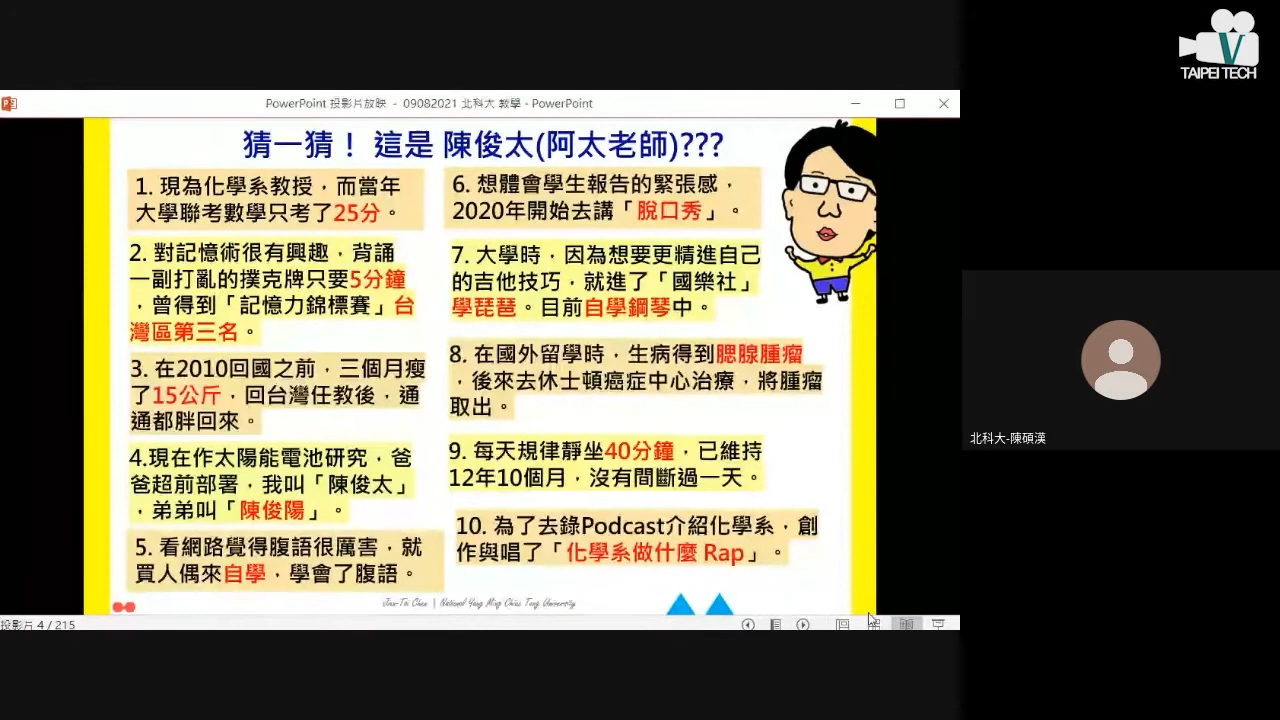 TAIPEI TECH
PowerPoint 投影片放映 - 09082021 北科大 教學 - PowerPoint
猜一猜！ 這是 陳俊太(阿太老師)???
1. 現為化學系教授，而當年
大學聯考數學只考了25分。
2. 對記憶術很有興趣，背誦
一副打亂的撲克牌只要5分鐘
，曾得到「記憶力錦標賽」台
灣區第三名。
3. 在2010回國之前，三個月瘦
了15公斤，回台灣任教後，通
通都胖回來。
4.現在作太陽能電池研究，爸
爸超前部署，我叫「陳俊太」
，弟弟叫「陳俊陽」。
5. 看網路覺得腹語很厲害，就
買人偶來自學，學會了腹語。
6. 想體會學生報告的緊張感，
2020年開始去講「脫口秀」。
7. 大學時，因為想要更精進自己
的吉他技巧，就進了「國樂社」
學琵琶。目前自學鋼琴中。
8. 在國外留學時，生病得到腮腺腫瘤
，後來去休士頓癌症中心治療，將腫瘤
取出。
9. 每天規律靜坐40分鐘，已維持
12年10個月，沒有間斷過一天。
10. 為了去錄Podcast介紹化學系，創
作與唱了「化學系做什麼 Rap」。
Jiun-Tai Chen | National Yang Ming Chiao Tung University
投影片 4 / 215
北科大-陳碩漢